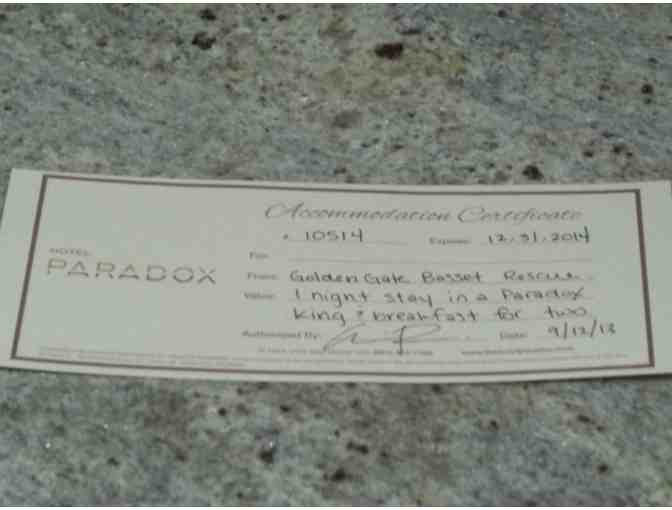 Accommodation Certificate
# 10514 Expires: 12.31.2014
HOTEL
PARADOX
For:
From: Golden Gate Basset Rescue
Value: 1 night stay in a Paradox
King & breakfast for two
Authorized By: Date: 9/12/13